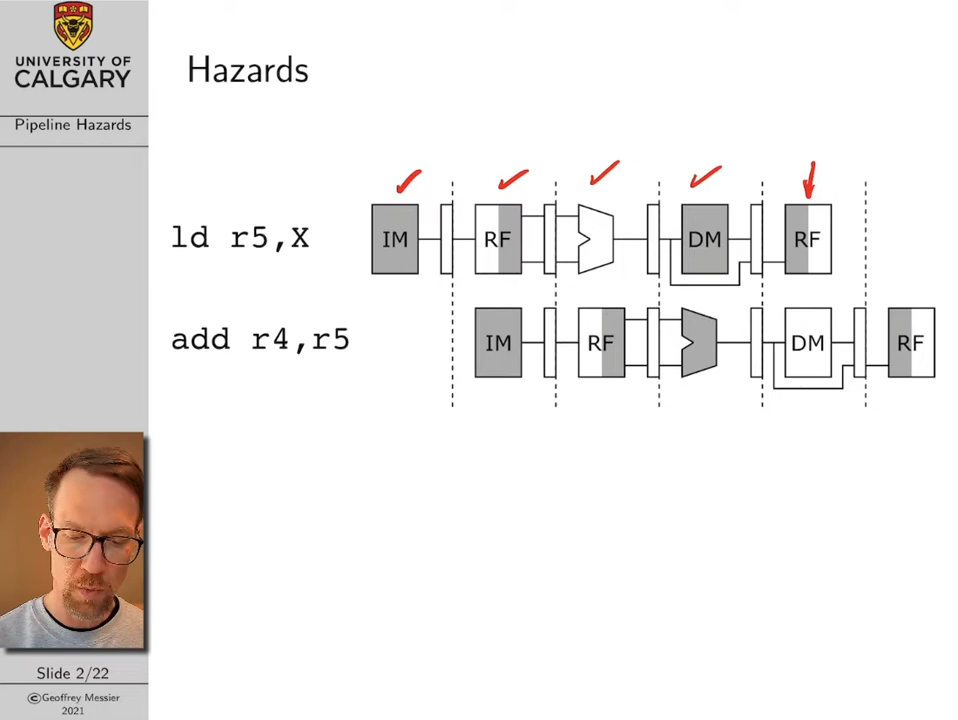 UNIVERSITY OF
CALGARY
Pipeline Hazards
Hazards
ld r5,X
IM
RF
DM
RF
add r4,r5
IM
RF
DM
RF
Slide 2/22
©Geoffrey Messier
2021